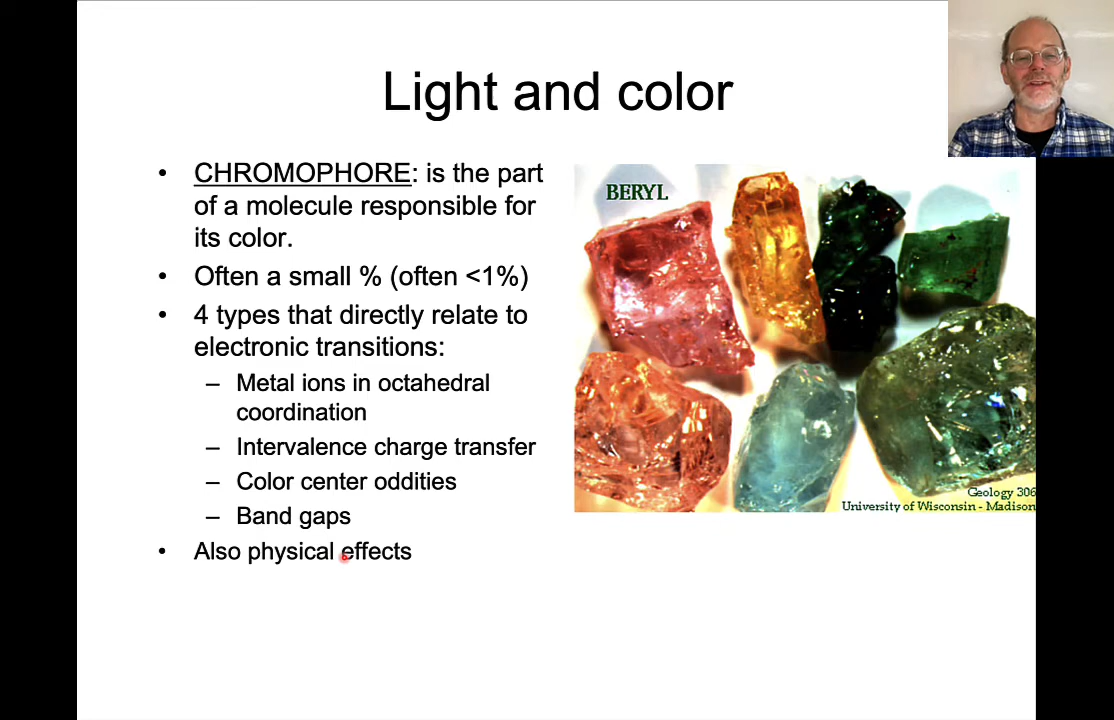 Light and color
• CHROMOPHORE: is the part
of a molecule responsible for
its color.
• Often a small % (often <1%)
• 4 types that directly relate to
electronic transitions:
– Metal ions in octahedral
coordination
– Intervalence charge transfer
– Color center oddities
– Band gaps
• Also physical effects
BERYL
Geology 306
University of Wisconsin - Madison